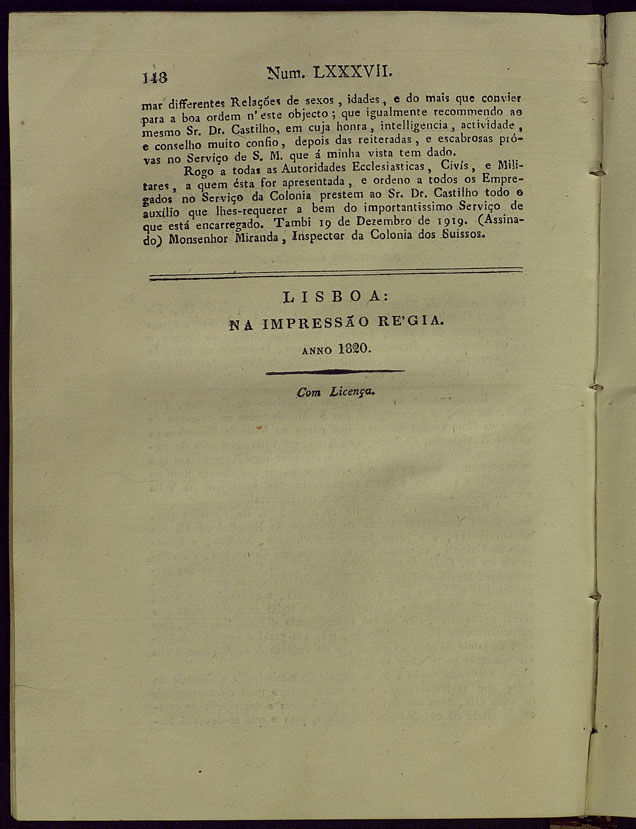 148
Num. LXXXVII.
mar differentes Relações de sexos, idades, e do mais que convier
para a boa ordem n'este objecto; que igualmente recommendo ao
mesmo Sr. Dr. Castilho, em cuja honra, intelligencia, actividade,
e conselho muito confio, depois das reiteradas, e escabrosas pró-
vas no Serviço de S. M. que á minha vista tem dado.
Rogo a todas as Autoridades Ecclesiasticas, Civís, e Mili-
tares, a quem ésta for apresentada, e ordeno a todos os Empre-
gados no Serviço da Colonia prestem ao Sr. Dr. Castilho todo o
auxílio que lhes-requerer a bem do importantissimo Serviço de
que está encarregado. Tambi 19 de Dezembro de 1919. (Assina-
do) Monsenhor Miranda, Inspector da Colonia dos Suissos.
LISBOA:
NA IMPRESSÃO RE'GIA.
ANNO 1820.
Com Licença.